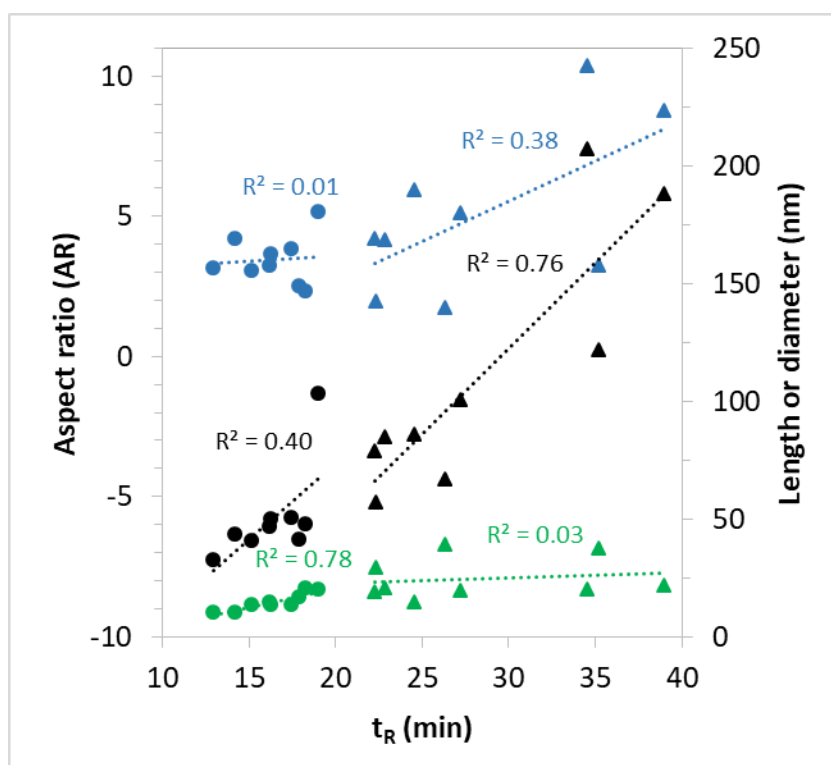 10
5
0
-5
-10
Aspect ratio (AR)
250
200
150
100
50
0
Length or diameter (nm)
R² = 0.38
R² = 0.01
R² = 0.76
R² = 0.40
R² = 0.78
R² = 0.03
10 15 20 25 30 35 40
tR (min)